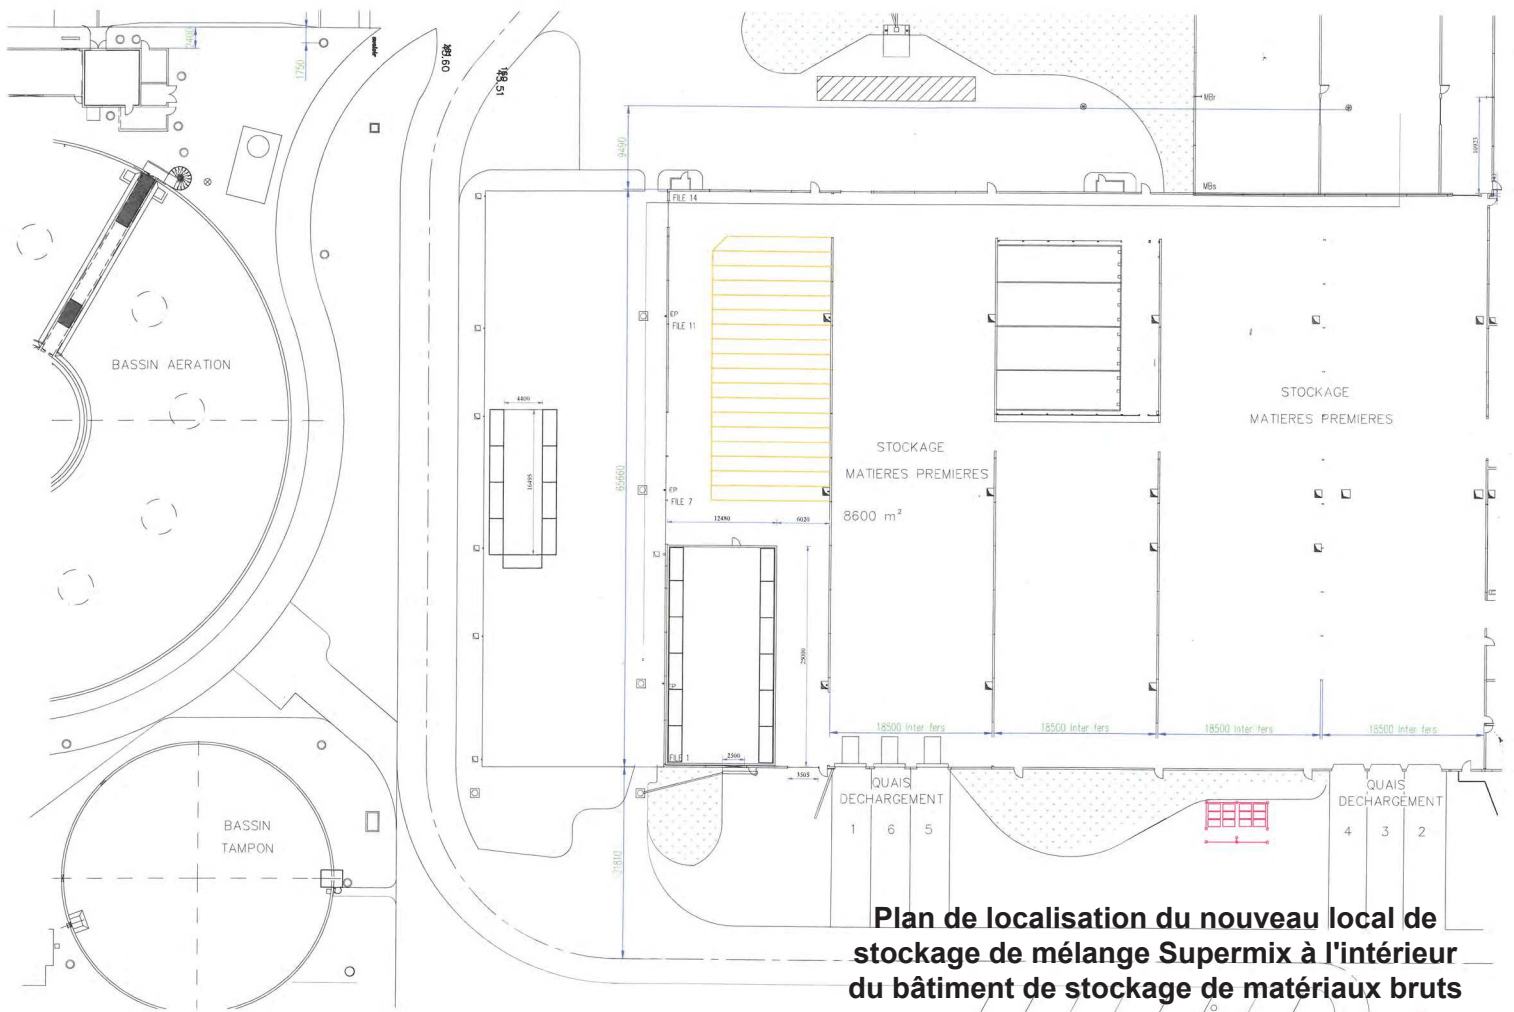 2400
1750
48,60
MBr
9490
10923
MBs
FILE 14
EP
FILE 11
BASSIN AERATION
STOCKAGE
MATIERES PREMIERES
4400
16495
65660
STOCKAGE
MATIERES PREMIERES
8600 m²
EP
FILE 7
12480
6020
25000
EP
18500 Inter fers
18500 Inter fers
18500 Inter fers
18500 Inter fers
FILE 1
2500
3505
QUAIS
DECHARGEMENT
1 6 5
QUAIS
DECHARGEMENT
4 3 2
BASSIN
TAMPON
21810
Plan de localisation du nouveau local de
stockage de mélange Supermix à l'intérieur
du bâtiment de stockage de matériaux bruts